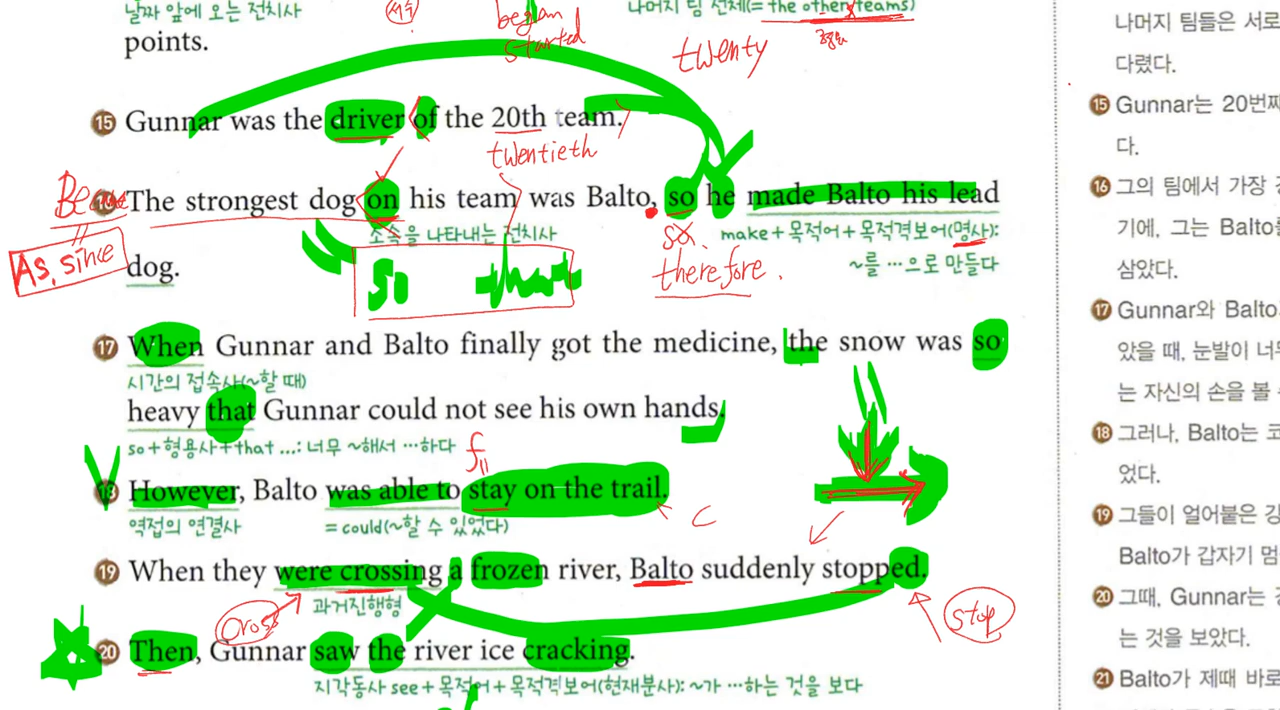 날짜 앞에 오는 전치사
나머지 팀 전체(= the other teams)
began
started
twenty
points.
⑮ Gunnar was the driver of the 20th team.
twentieth
⑯ The strongest dog on his team was Balto, so he made Balto his lead
As, since
소속을 나타내는 전치사
so
therefore.
make+목적어+목적격보어(명사):
~를 …으로 만들다
dog.
so that
⑰ When Gunnar and Balto finally got the medicine, the snow was so
시간의 접속사(~할 때)
heavy that Gunnar could not see his own hands.
so+형용사+that …: 너무 ~해서 …하다
⑱ However, Balto was able to stay on the trail.
역접의 연결사
= could(~할 수 있었다)
⑲ When they were crossing a frozen river, Balto suddenly stopped.
과거진행형
cross
stop
⑳ Then, Gunnar saw the river ice cracking.
지각동사 see+목적어+목적격보어(현재분사): ~가 …하는 것을 보다
나머지 팀들은 서로
다렸다.
⑮ Gunnar는 20번째
다.
⑯ 그의 팀에서 가장
기에, 그는 Balto를
삼았다.
⑰ Gunnar와 Balto
았을 때, 눈발이 너무
는 자신의 손을 볼
⑱ 그러나, Balto는
었다.
⑲ 그들이 얼어붙은 강
Balto가 갑자기 멈
⑳ 그때, Gunnar는
는 것을 보았다.
㉑ Balto가 제때 바로